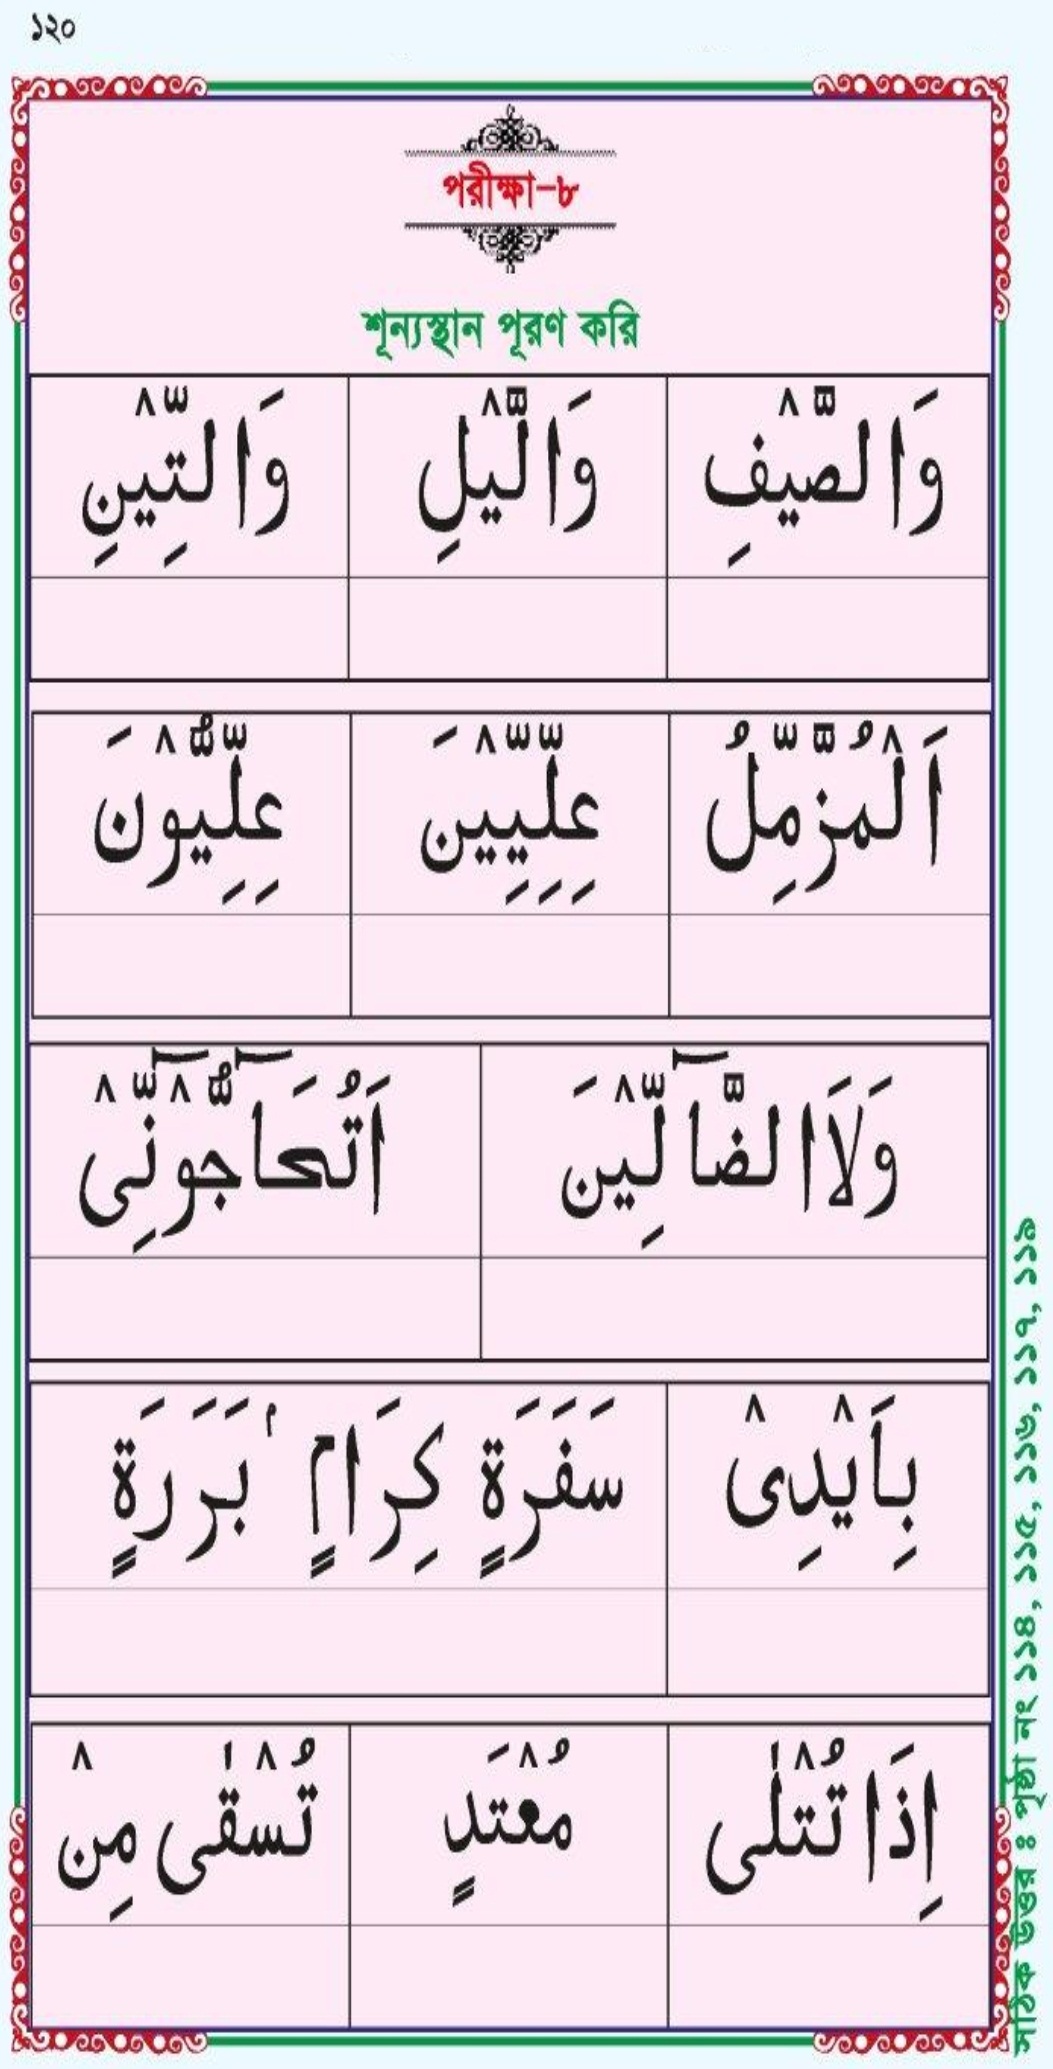 ১২০
পরীক্ষা-৮
শূন্যস্থান পূরণ করি
وَالصَّيْفِ وَالَّيْلِ وَالتِّيْنِ
اَلْمُزَّمِّلُ عِلِّيِّيْنَ عِلِّيُّوْنَ
وَلَاالضَّآلِّيْنَ اَتُحَآجُّوْٓنِّىْ
بِاَيْدِىْ سَفَرَةٍ كِرَامٍۢ بَرَرَةٍ
اِذَا تُتْلٰى مُعْتَدٍ تُسْقٰى مِنْ
সঠিক উত্তর : পৃষ্ঠা নং ১১৪, ১১৫, ১১৬, ১১৭, ১১৯